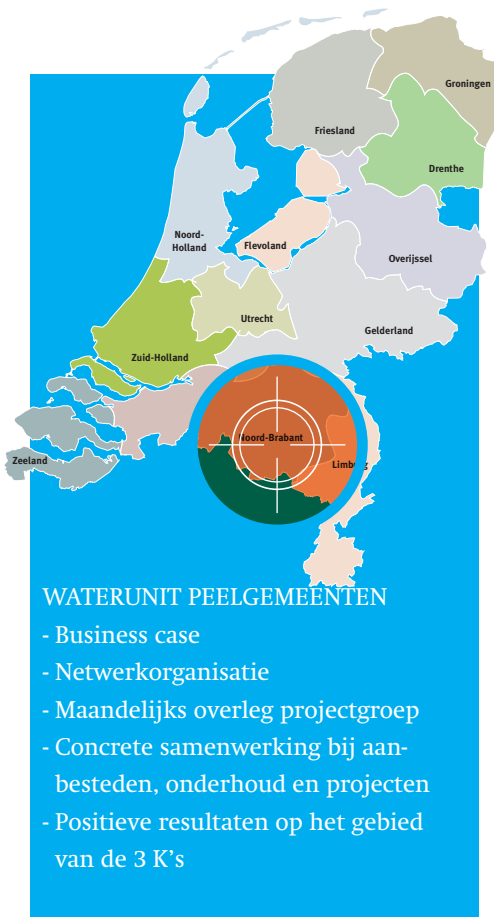 Groningen
Friesland
Drenthe
Noord-
Holland
Flevoland
Overijssel
Utrecht
Gelderland
Zuid-Holland
Noord-Brabant
Zeeland
Limburg
WATERUNIT PEELGEMEENTEN
- Business case
- Netwerkorganisatie
- Maandelijks overleg projectgroep
- Concrete samenwerking bij aan-
besteden, onderhoud en projecten
- Positieve resultaten op het gebied
van de 3 K’s